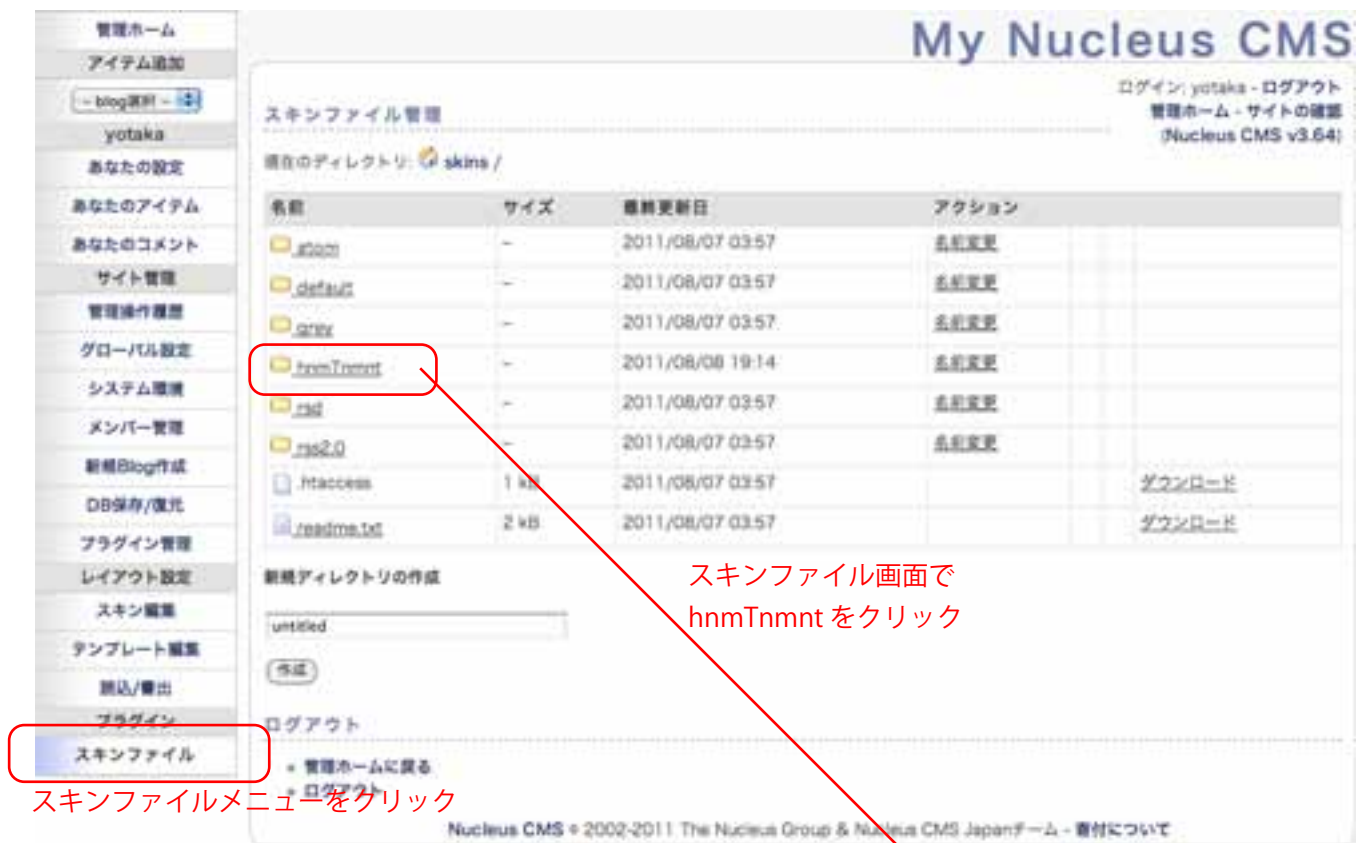 My Nucleus CMS
ログイン: yotaka - ログアウト
管理ホーム - サイトの確認
(Nucleus CMS v3.64)
管理ホーム
アイテム追加
- blog選択 -
yotaka
あなたの設定
あなたのアイテム
あなたのコメント
サイト管理
管理操作履歴
グローバル設定
システム環境
メンバー管理
新規Blog作成
DB保存/復元
プラグイン管理
レイアウト設定
スキン編集
テンプレート編集
読込/書出
プラグイン
スキンファイル
スキンファイルメニューをクリック
スキンファイル管理
現在のディレクトリ: skins /
名前 サイズ 最終更新日 アクション
atom - 2011/08/07 03:57 名前変更
default - 2011/08/07 03:57 名前変更
grey - 2011/08/07 03:57 名前変更
hnmTnmnt - 2011/08/08 19:14 名前変更
rsd - 2011/08/07 03:57 名前変更
rss2.0 - 2011/08/07 03:57 名前変更
.htaccess 1 kB 2011/08/07 03:57 ダウンロード
readme.txt 2 kB 2011/08/07 03:57 ダウンロード
スキンファイル画面で
hnmTnmnt をクリック
新規ディレクトリの作成
untitled
作成
ログアウト
管理ホームに戻る
ログアウト
Nucleus CMS © 2002-2011 The Nucleus Group & Nucleus CMS Japanチーム - 寄付について